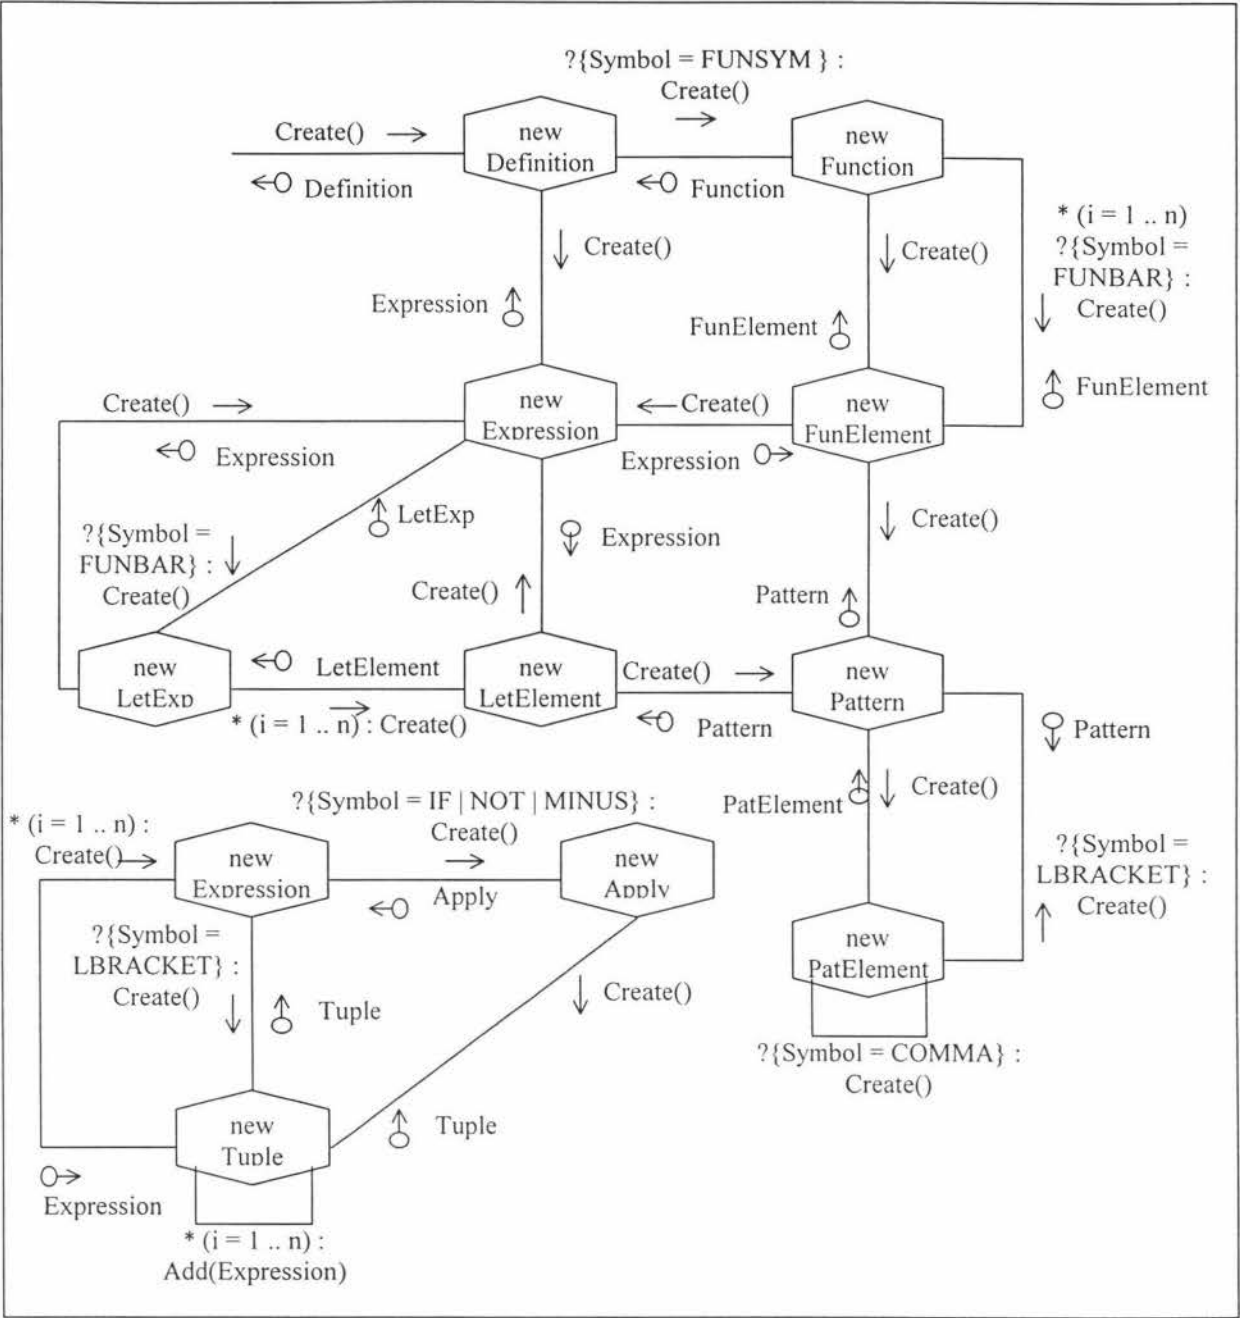 ?{Symbol = FUNSYM } :
Create()
Create()
new
Definition
new
Function
Definition
Function
* (i = 1 .. n)
?{Symbol =
FUNBAR} :
Create()
Create()
Create()
Expression
FunElement
FunElement
Create()
new
Expression
Create()
new
FunElement
Expression
Expression
LetExp
?{Symbol =
FUNBAR} :
Create()
Expression
Create()
Create()
Pattern
new
LetExp
LetElement
new
LetElement
Create()
new
Pattern
* (i = 1 .. n) : Create()
Pattern
Pattern
PatElement
Create()
?{Symbol = IF | NOT | MINUS} :
Create()
* (i = 1 .. n) :
Create()
new
Expression
new
Apply
Apply
?{Symbol =
LBRACKET} :
Create()
?{Symbol =
LBRACKET} :
Create()
new
PatElement
Tuple
Create()
?{Symbol = COMMA} :
Create()
new
Tuple
Tuple
Expression
* (i = 1 .. n) :
Add(Expression)